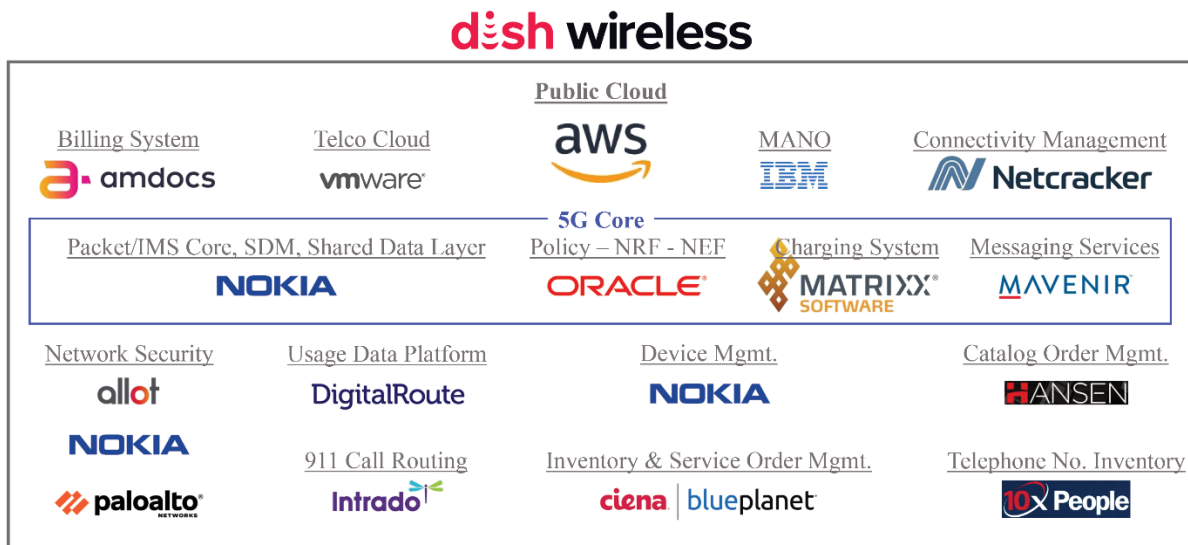 dish wireless
Public Cloud
aws
Billing System
amdocs
Telco Cloud
vmware®
MANO
IBM
Connectivity Management
Netcracker
5G Core
Packet/IMS Core, SDM, Shared Data Layer
NOKIA
Policy – NRF - NEF
ORACLE®
Charging System
MATRIXX®
SOFTWARE
Messaging Services
MAVENIR™
Network Security
allot
NOKIA
paloalto®
NETWORKS
Usage Data Platform
DigitalRoute
911 Call Routing
Intrado
Device Mgmt.
NOKIA
Inventory & Service Order Mgmt.
ciena | blueplanet
Catalog Order Mgmt.
HANSEN
Telephone No. Inventory
10x People